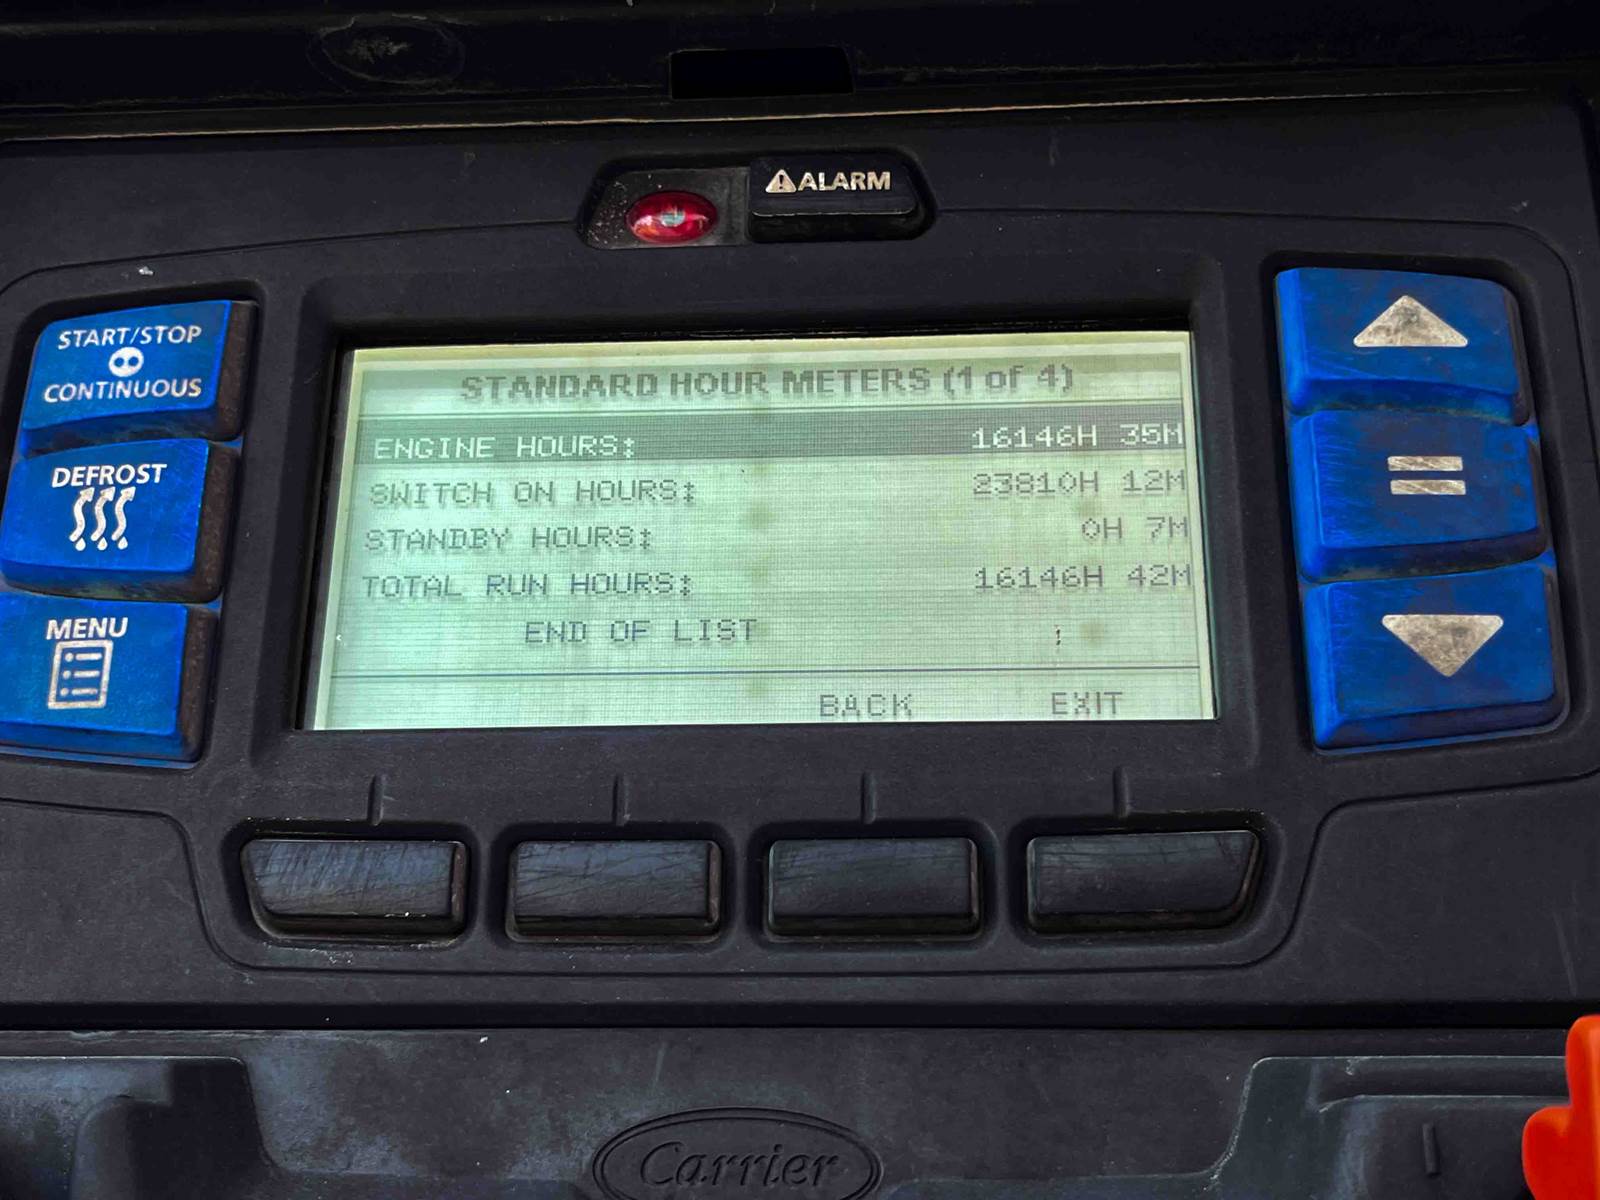 ALARM
START/STOP
CONTINUOUS
DEFROST
MENU
STANDARD HOUR METERS (1 of 4)
ENGINE HOURS: 16146H 35M
SWITCH ON HOURS: 23810H 12M
STANDBY HOURS: 0H 7M
TOTAL RUN HOURS: 16146H 42M
END OF LIST
BACK EXIT
Carrier